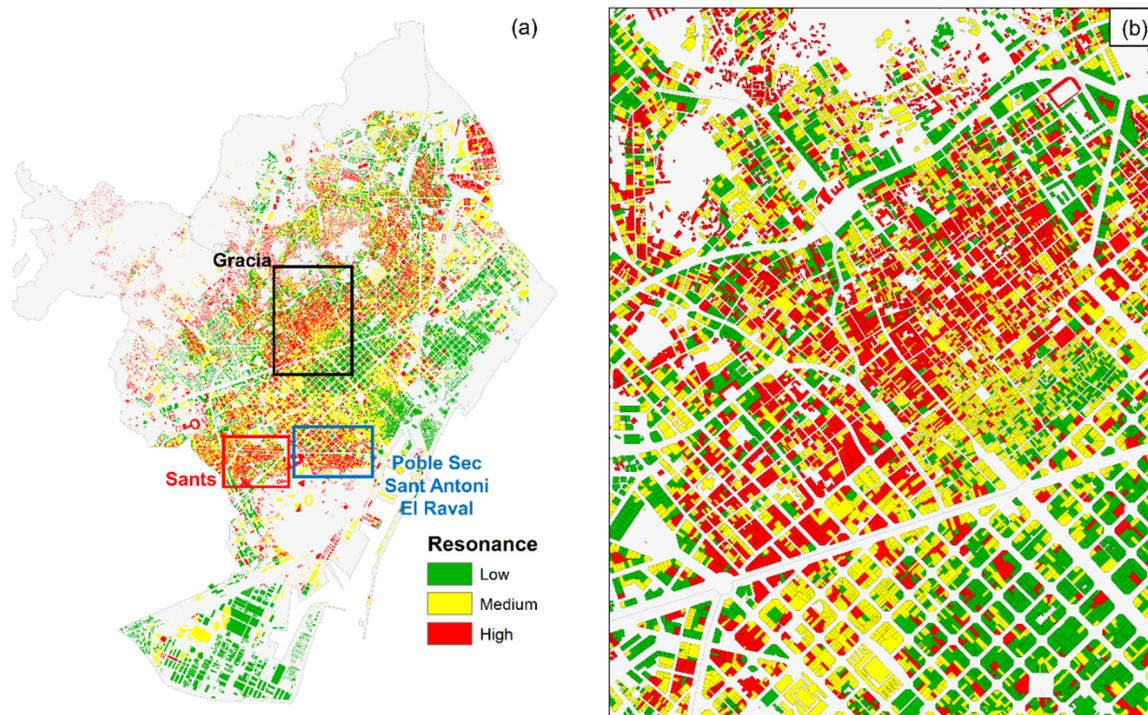 (a)
(b)
Gracia
Sants
Poble Sec
Sant Antoni
El Raval
Resonance
Low
Medium
High